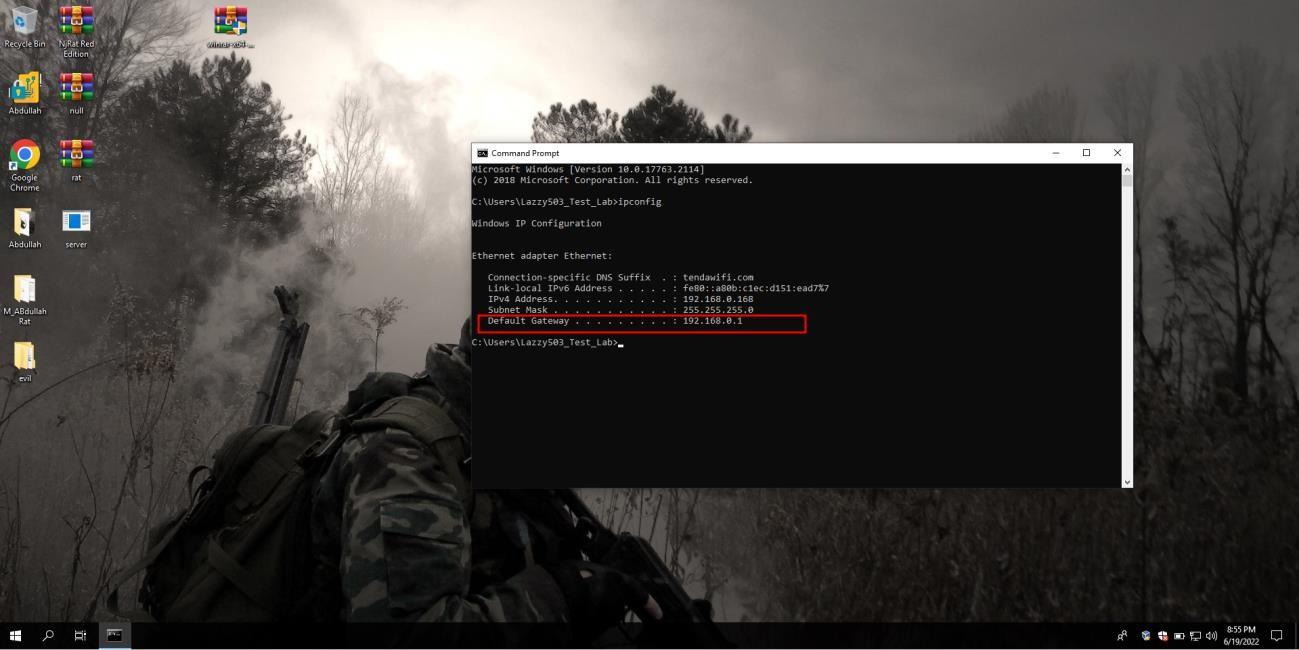 Recycle Bin
NjRat Red
Edition
winrar-x64-...
Abdullah
null
Google
Chrome
rat
Abdullah
server
M_ABdullah
Rat
evil
Command Prompt
Microsoft Windows [Version 10.0.17763.2114]
(c) 2018 Microsoft Corporation. All rights reserved.
C:\Users\Lazzy503_Test_Lab>ipconfig
Windows IP Configuration
Ethernet adapter Ethernet:
Connection-specific DNS Suffix  . : tendawifi.com
Link-local IPv6 Address . . . . . : fe80::a80b:c1ec:d151:ead7%7
IPv4 Address. . . . . . . . . . . : 192.168.0.168
Subnet Mask . . . . . . . . . . . : 255.255.255.0
Default Gateway . . . . . . . . . : 192.168.0.1
C:\Users\Lazzy503_Test_Lab>
8:55 PM
6/19/2022